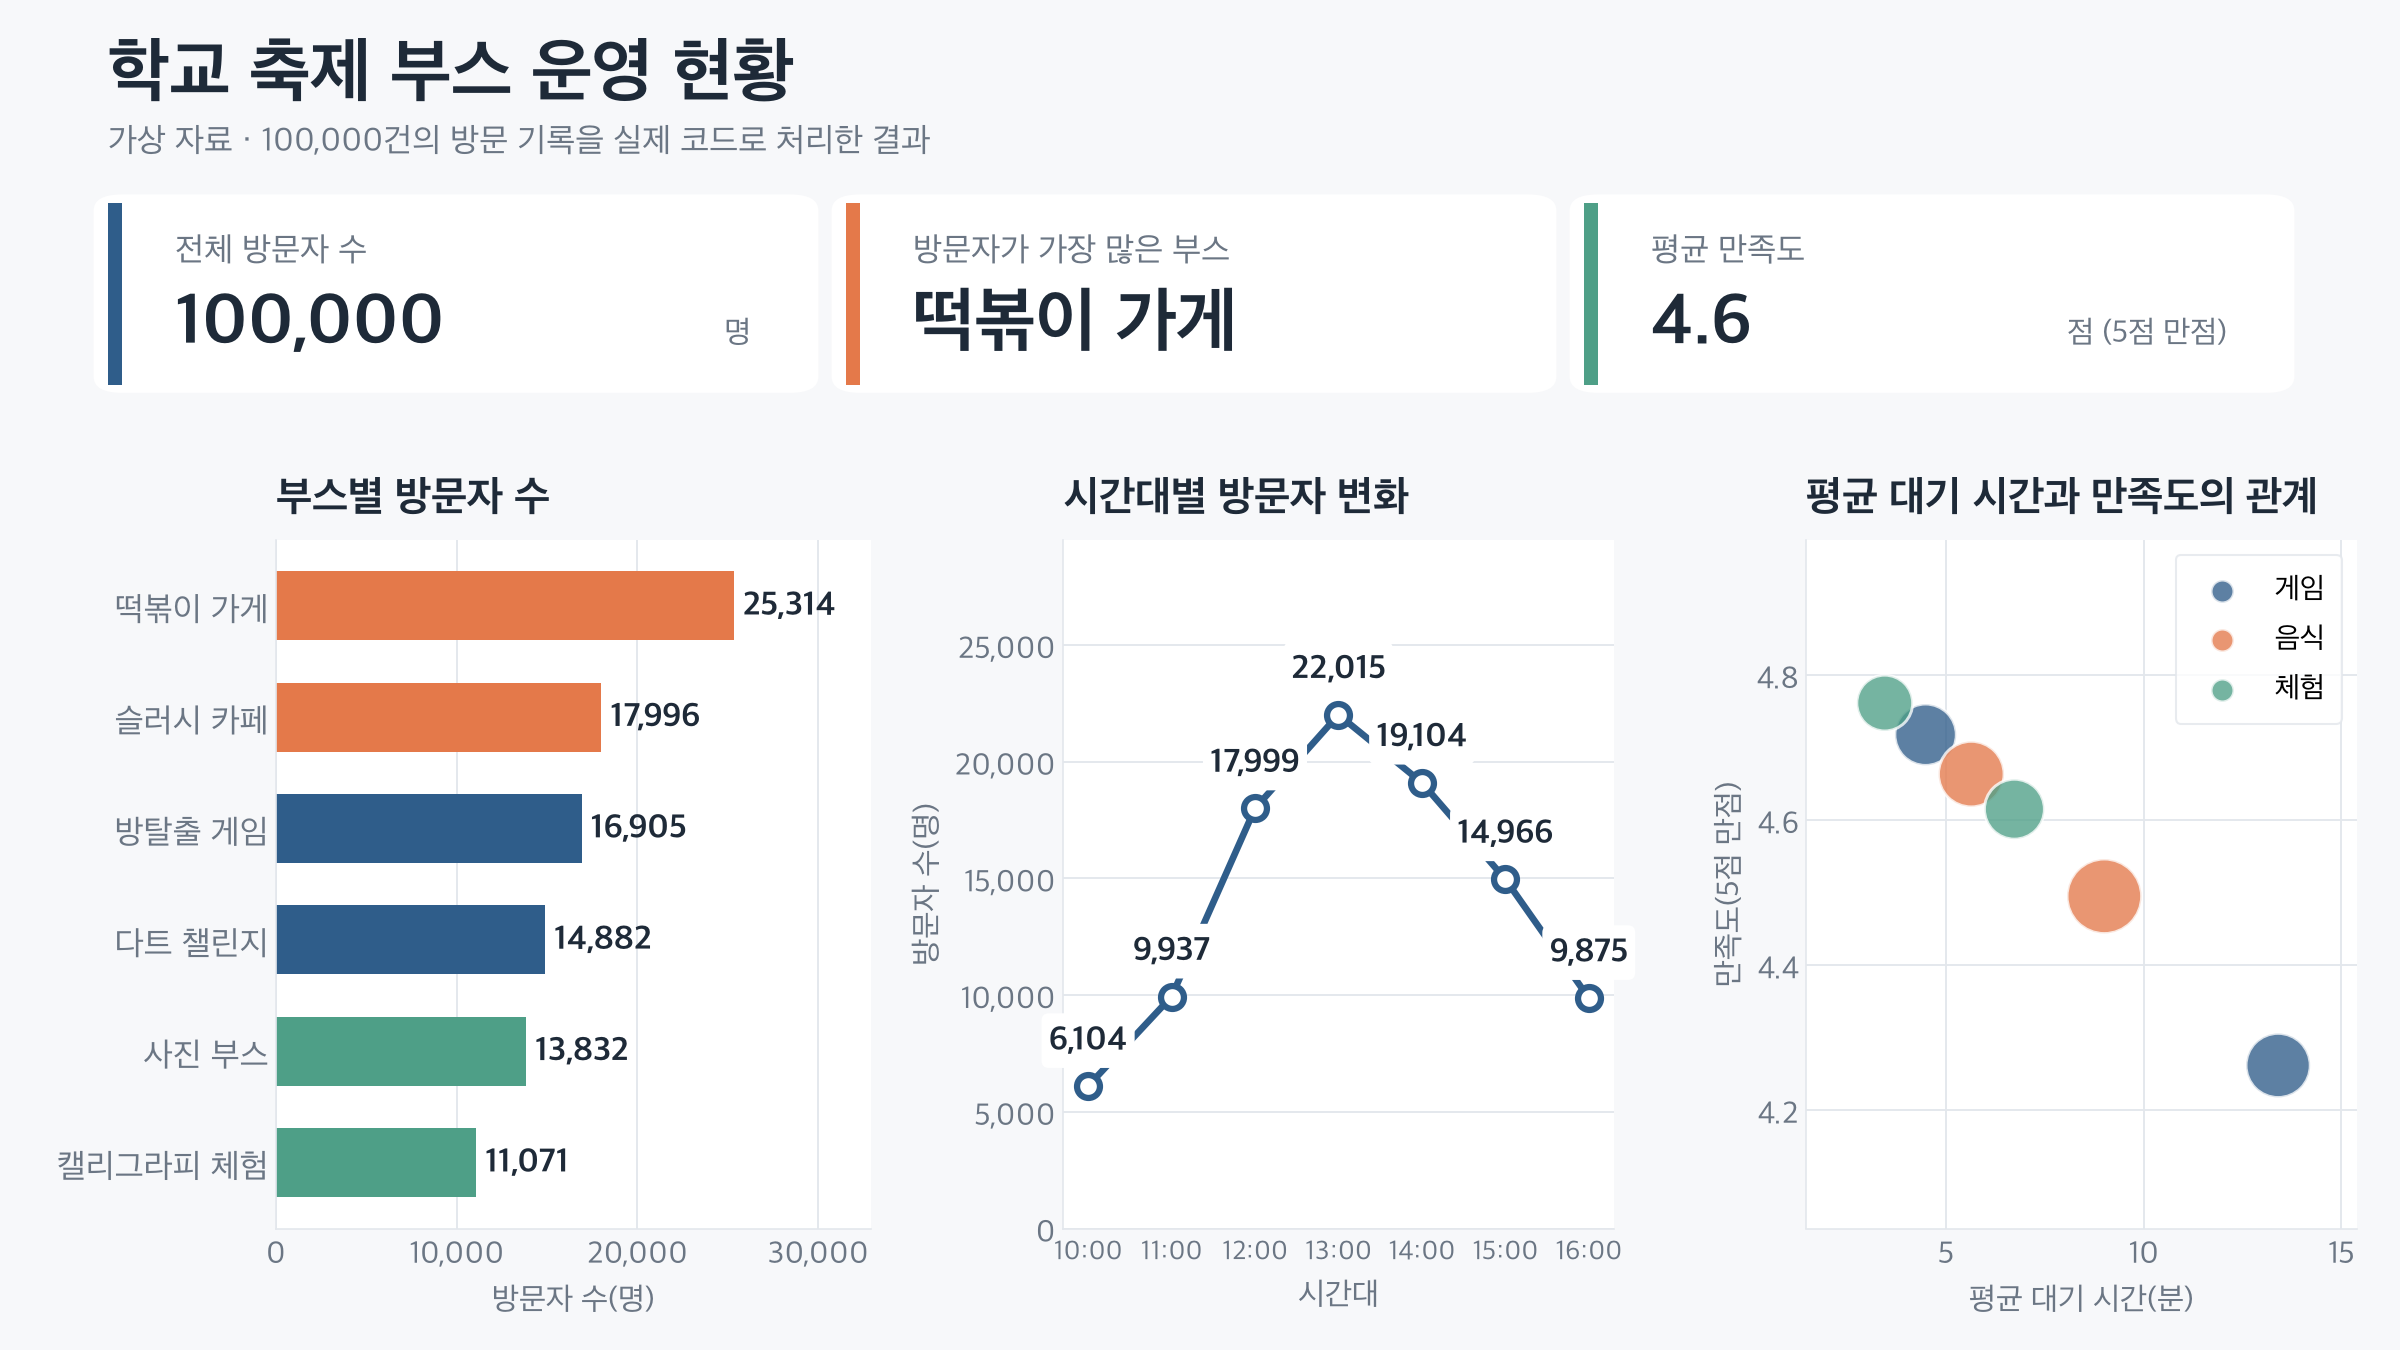 학교 축제 부스 운영 현황
가상 자료 · 100,000건의 방문 기록을 실제 코드로 처리한 결과
전체 방문자 수
100,000
명
방문자가 가장 많은 부스
떡볶이 가게
평균 만족도
4.6
점 (5점 만점)
부스별 방문자 수
떡볶이 가게
25,314
슬러시 카페
17,996
방탈출 게임
16,905
다트 챌린지
14,882
사진 부스
13,832
캘리그라피 체험
11,071
0
10,000
20,000
30,000
방문자 수(명)
시간대별 방문자 변화
방문자 수(명)
25,000
20,000
15,000
10,000
5,000
0
6,104
9,937
17,999
22,015
19,104
14,966
9,875
10:00
11:00
12:00
13:00
14:00
15:00
16:00
시간대
평균 대기 시간과 만족도의 관계
게임
음식
체험
만족도(5점 만점)
4.8
4.6
4.4
4.2
5
10
15
평균 대기 시간(분)